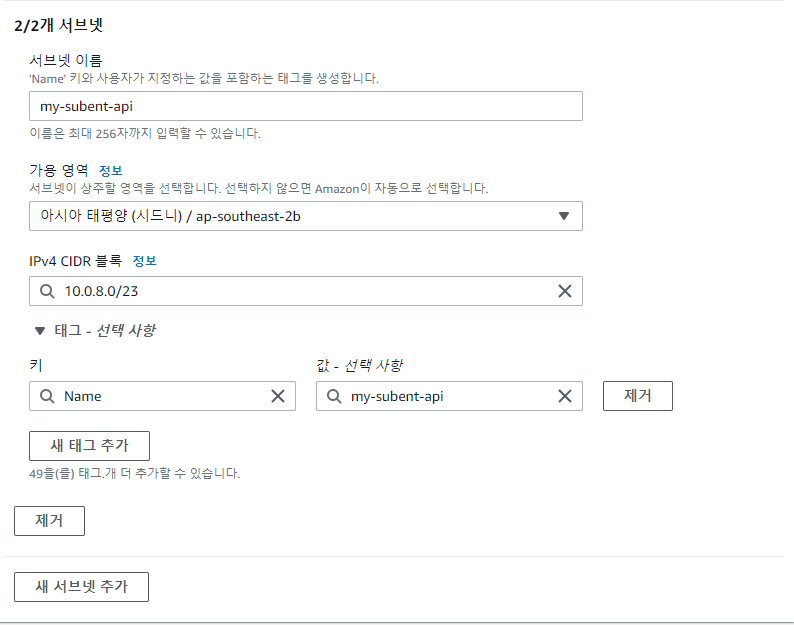 2/2개 서브넷
서브넷 이름
'Name' 키와 사용자가 지정하는 값을 포함하는 태그를 생성합니다.
my-subent-api
이름은 최대 256자까지 입력할 수 있습니다.
가용 영역 정보
서브넷이 상주할 영역을 선택합니다. 선택하지 않으면 Amazon이 자동으로 선택합니다.
아시아 태평양 (시드니) / ap-southeast-2b
IPv4 CIDR 블록 정보
10.0.8.0/23
태그 - 선택 사항
키 값 - 선택 사항
Name my-subent-api 제거
새 태그 추가
49을(를) 태그.개 더 추가할 수 있습니다.
제거
새 서브넷 추가